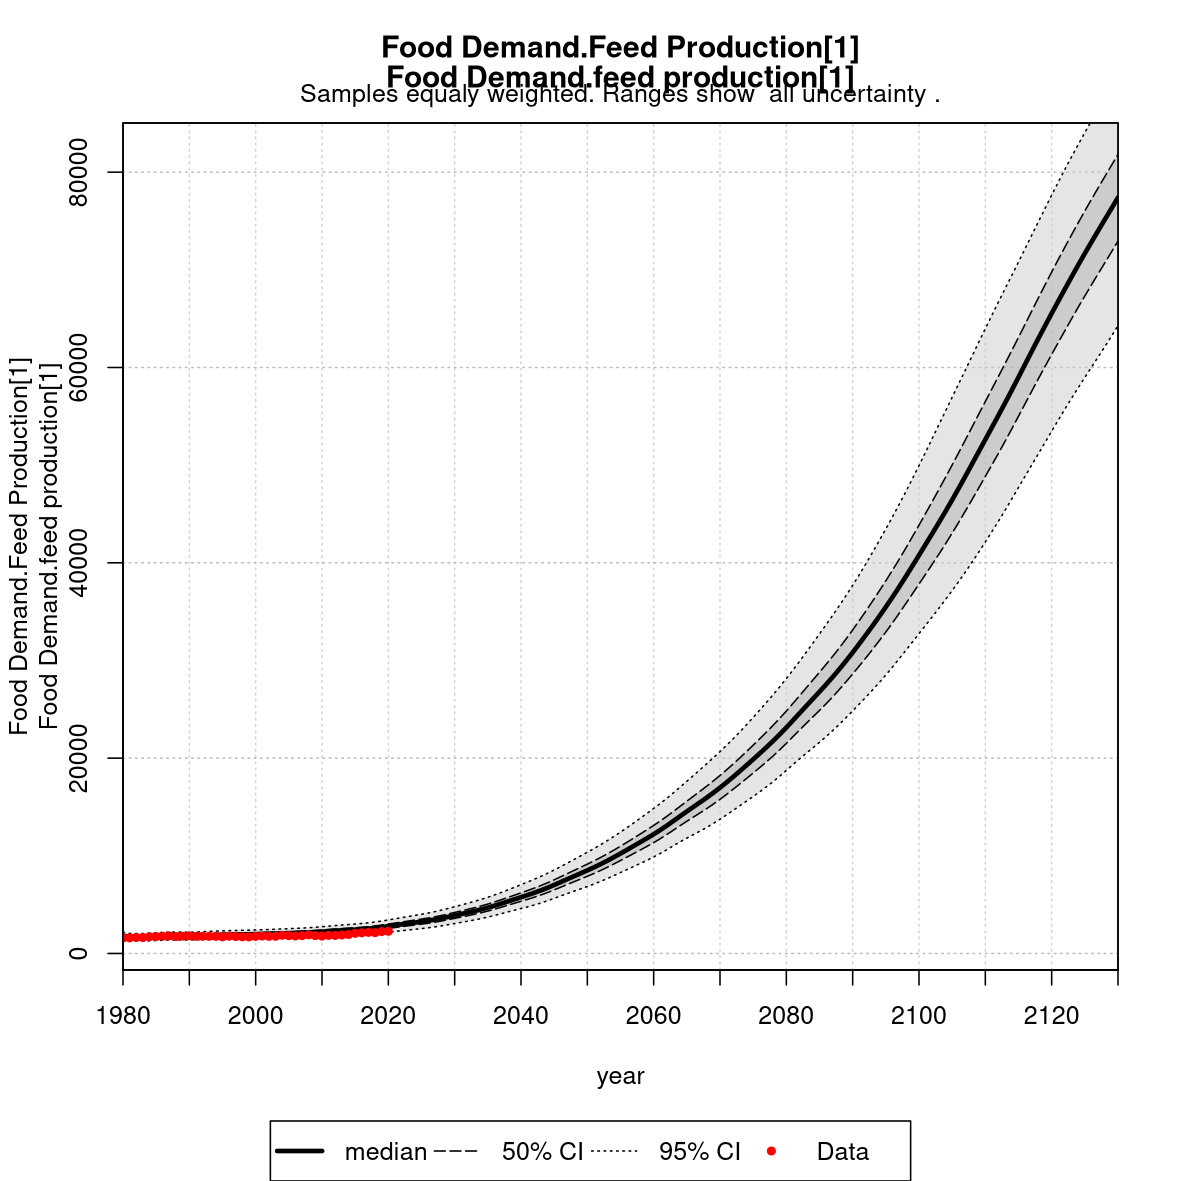 Food Demand.Feed Production[1]
Food Demand.feed production[1]
Samples equaly weighted. Ranges show  all uncertainty .
Food Demand.Feed Production[1]
Food Demand.feed production[1]
80000
60000
40000
20000
0
1980 2000 2020 2040 2060 2080 2100 2120
year
median 50% CI 95% CI Data